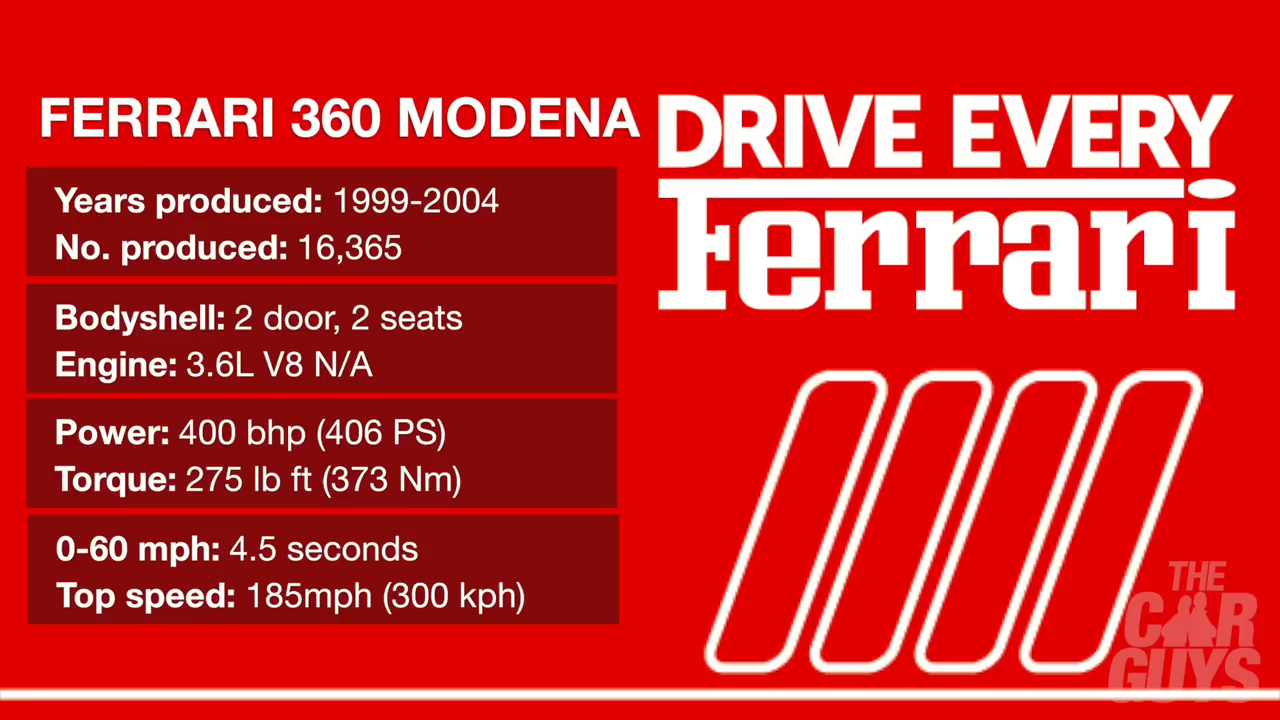 FERRARI 360 MODENA
Years produced: 1999-2004
No. produced: 16,365
Bodyshell: 2 door, 2 seats
Engine: 3.6L V8 N/A
Power: 400 bhp (406 PS)
Torque: 275 lb ft (373 Nm)
0-60 mph: 4.5 seconds
Top speed: 185mph (300 kph)
DRIVE EVERY
Ferrari
THE
CAR
GUYS